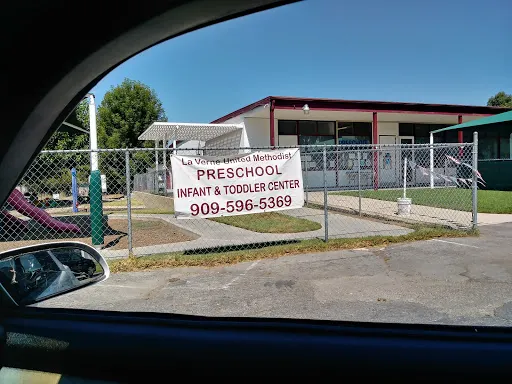 La Verne United Methodist
PRESCHOOL
INFANT & TODDLER CENTER
909-596-5369